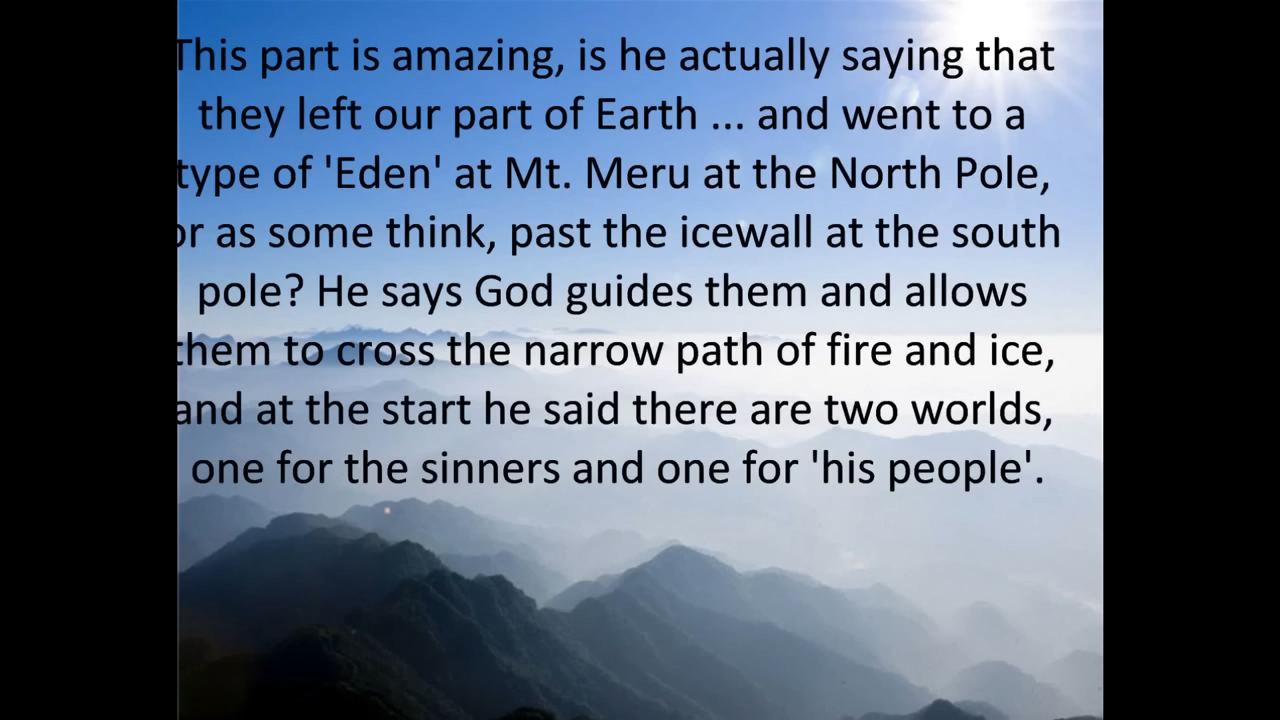 This part is amazing, is he actually saying that
they left our part of Earth ... and went to a
type of 'Eden' at Mt. Meru at the North Pole,
or as some think, past the icewall at the south
pole? He says God guides them and allows
them to cross the narrow path of fire and ice,
and at the start he said there are two worlds,
one for the sinners and one for 'his people'.